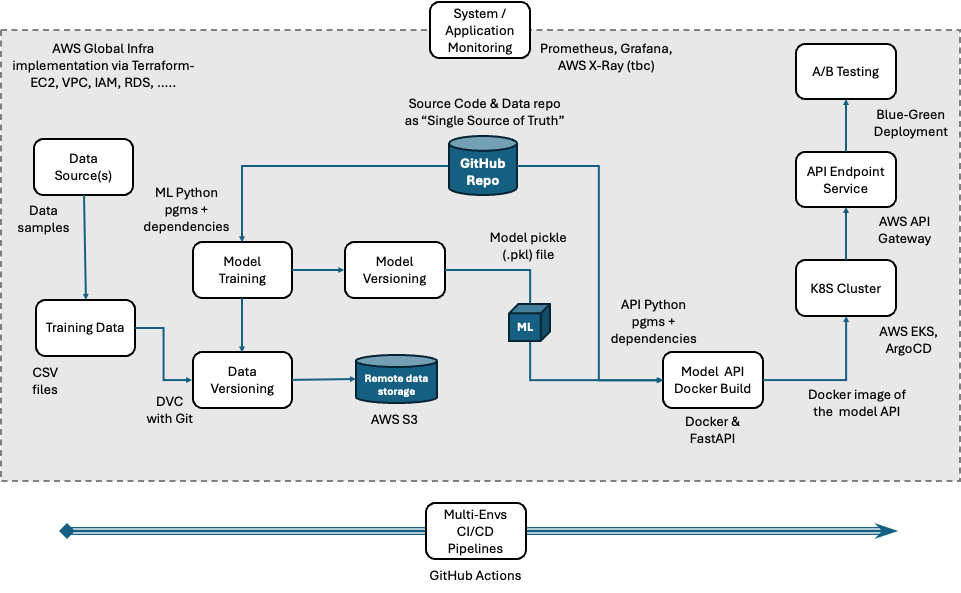 System /
Application
Monitoring
AWS Global Infra
implementation via Terraform-
EC2, VPC, IAM, RDS, .....
Prometheus, Grafana,
AWS X-Ray (tbc)
A/B Testing
Source Code & Data repo
as “Single Source of Truth”
Blue-Green
Deployment
GitHub
Repo
Data
Source(s)
API Endpoint
Service
ML Python
pgms +
dependencies
Data
samples
AWS API
Gateway
Model
Training
Model
Versioning
Model pickle
(.pkl) file
K8S Cluster
Training Data
ML
API Python
pgms +
dependencies
AWS EKS,
ArgoCD
CSV
files
Data
Versioning
Remote data
storage
Model API
Docker Build
DVC
with Git
AWS S3
Docker &
FastAPI
Docker image of
the model API
Multi-Envs
CI/CD
Pipelines
GitHub Actions